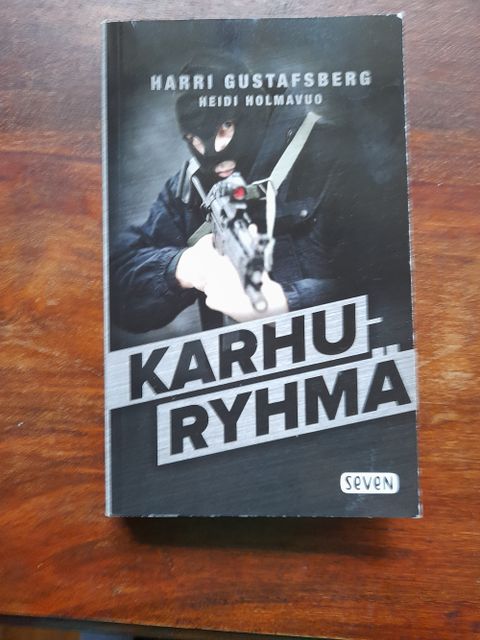 HARRI GUSTAFSBERG
HEIDI HOLMAVUO
KARHU-
RYHMÄ
seven